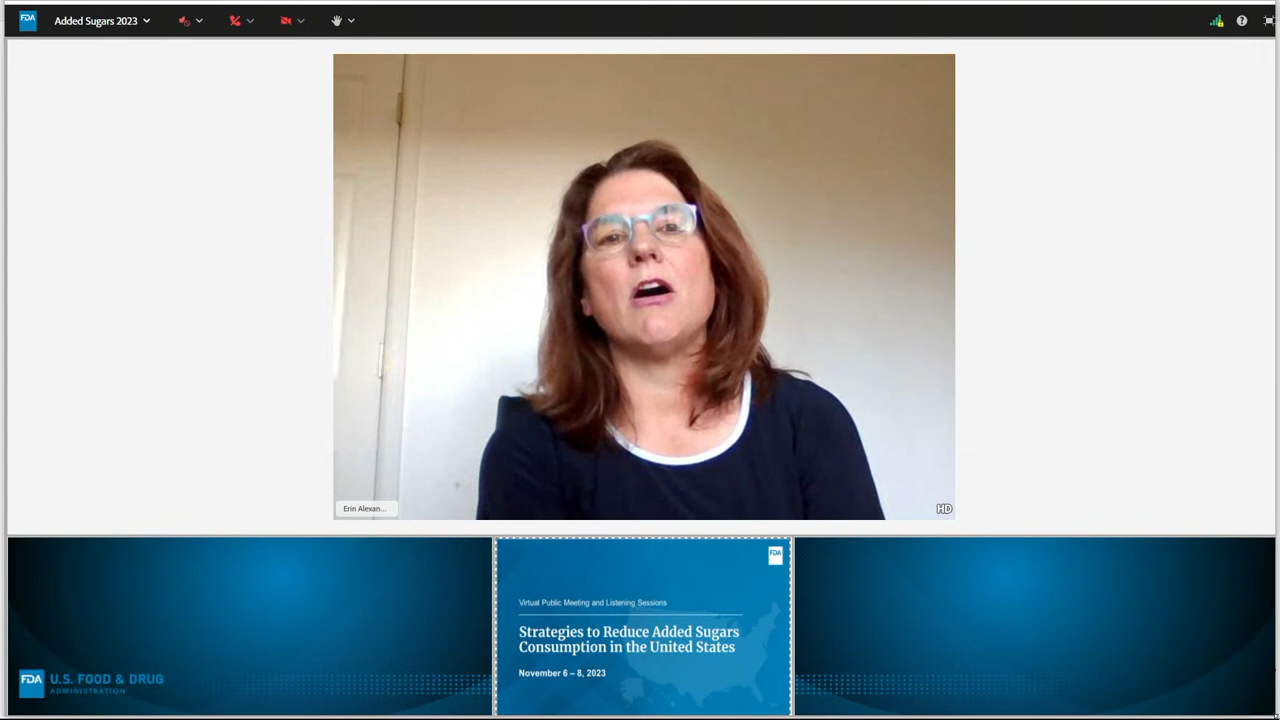 FDA
Added Sugars 2023
Erin Alexan...
HD
FDA
Virtual Public Meeting and Listening Sessions
Strategies to Reduce Added Sugars
Consumption in the United States
November 6 – 8, 2023
FDA
U.S. FOOD & DRUG
ADMINISTRATION